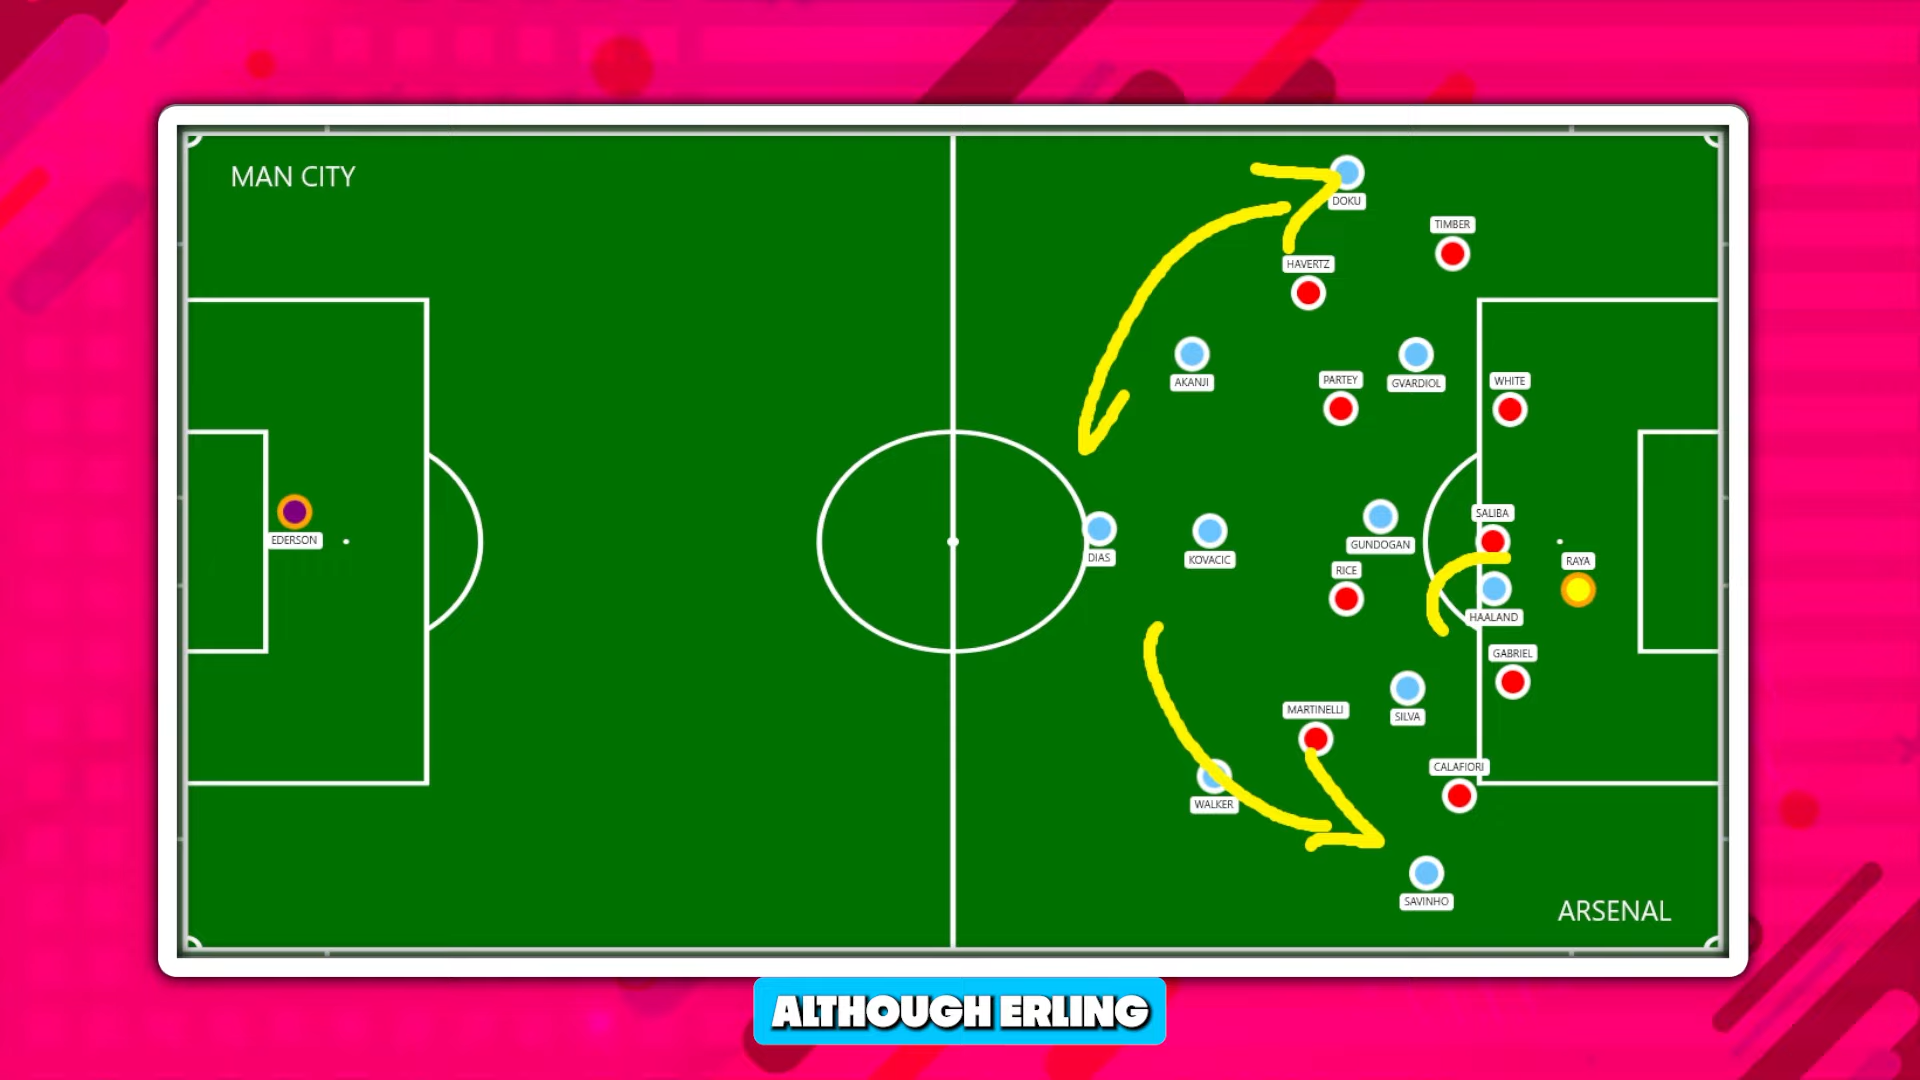 MAN CITY
DOKU
TIMBER
HAVERTZ
AKANJI
PARTEY
GVARDIOL
WHITE
EDERSON
DIAS
KOVACIC
GUNDOGAN
SALIBA
RAYA
RICE
HAALAND
GABRIEL
MARTINELLI
SILVA
CALAFIORI
WALKER
SAVINHO
ARSENAL
ALTHOUGH ERLING